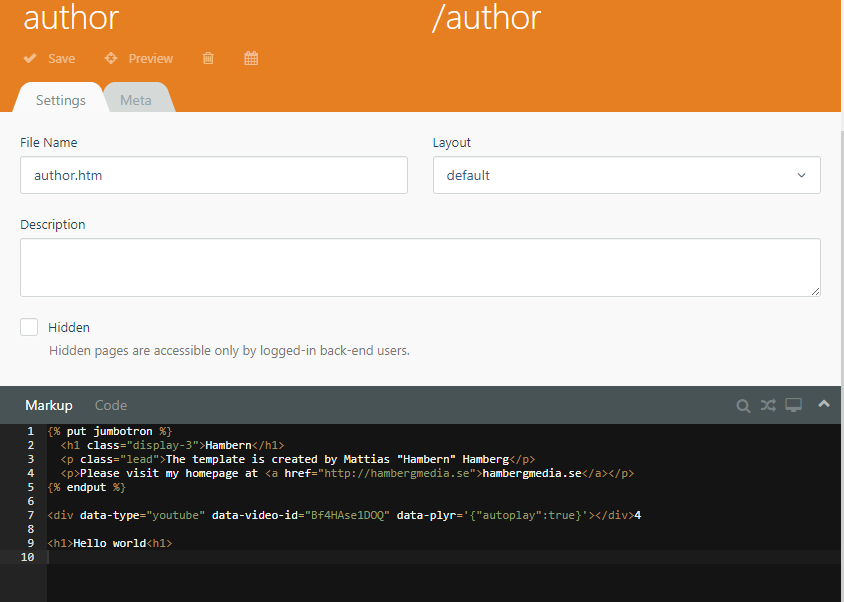 author /author
Save Preview
Settings Meta
File Name Layout
author.htm default
Description
Hidden
Hidden pages are accessible only by logged-in back-end users.
Markup Code
1 {% put jumbotron %}
2 <h1 class="display-3">Hambern</h1>
3 <p class="lead">The template is created by Mattias "Hambern" Hamberg</p>
4 <p>Please visit my homepage at <a href="http://hambergmedia.se">hambergmedia.se</a></p>
5 {% endput %}
6
7 <div data-type="youtube" data-video-id="Bf4HAse1DOQ" data-plyr='{"autoplay":true}'></div>4
8
9 <h1>Hello world<h1>
10